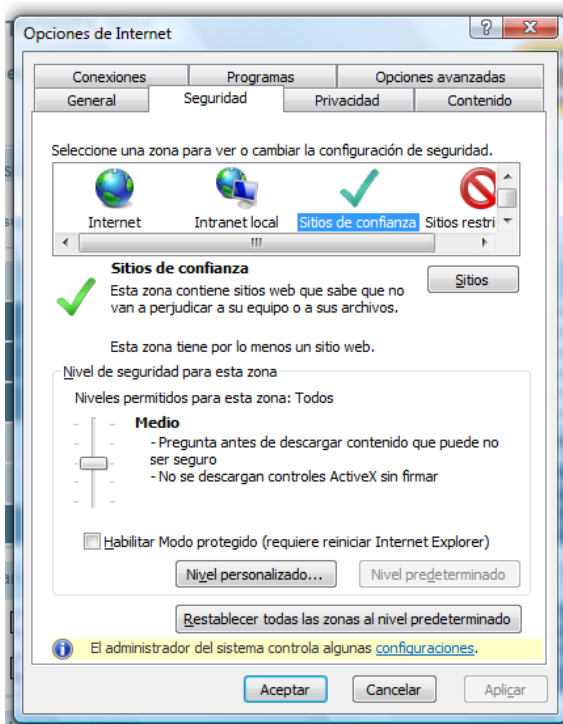 Opciones de Internet
Conexiones Programas Opciones avanzadas
General Seguridad Privacidad Contenido
Seleccione una zona para ver o cambiar la configuración de seguridad.
Internet Intranet local Sitios de confianza Sitios restri
Sitios de confianza
Sitios
Esta zona contiene sitios web que sabe que no
van a perjudicar a su equipo o a sus archivos.
Esta zona tiene por lo menos un sitio web.
Nivel de seguridad para esta zona
Niveles permitidos para esta zona: Todos
Medio
- Pregunta antes de descargar contenido que puede no
ser seguro
- No se descargan controles ActiveX sin firmar
Habilitar Modo protegido (requiere reiniciar Internet Explorer)
Nivel personalizado... Nivel predeterminado
Restablecer todas las zonas al nivel predeterminado
El administrador del sistema controla algunas configuraciones.
Aceptar Cancelar Aplicar